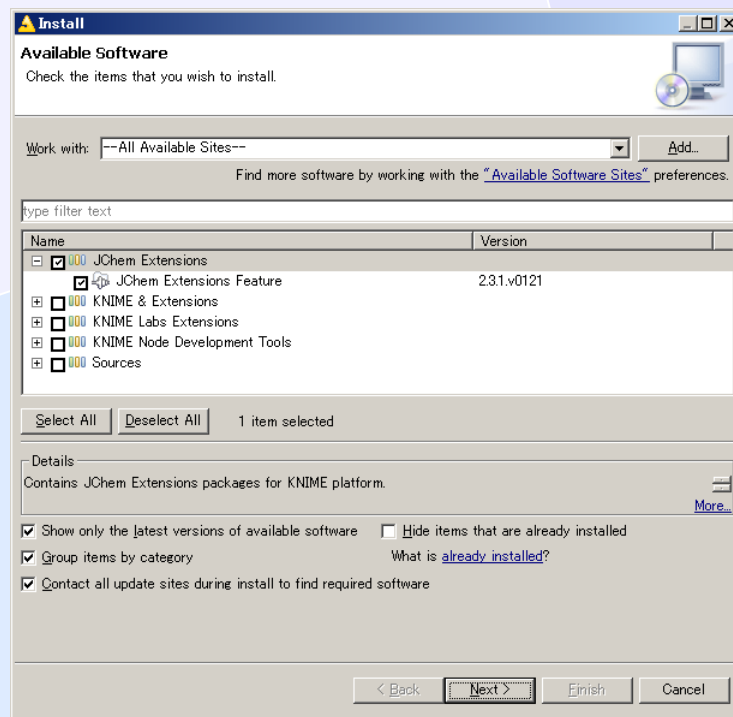 Install
Available Software
Check the items that you wish to install.
Work with: --All Available Sites-- Add...
Find more software by working with the "Available Software Sites" preferences.
type filter text
Name Version
JChem Extensions
JChem Extensions Feature 2.3.1.v0121
KNIME & Extensions
KNIME Labs Extensions
KNIME Node Development Tools
Sources
Select All Deselect All 1 item selected
Details
Contains JChem Extensions packages for KNIME platform.
More...
Show only the latest versions of available software Hide items that are already installed
Group items by category What is already installed?
Contact all update sites during install to find required software
< Back Next > Finish Cancel